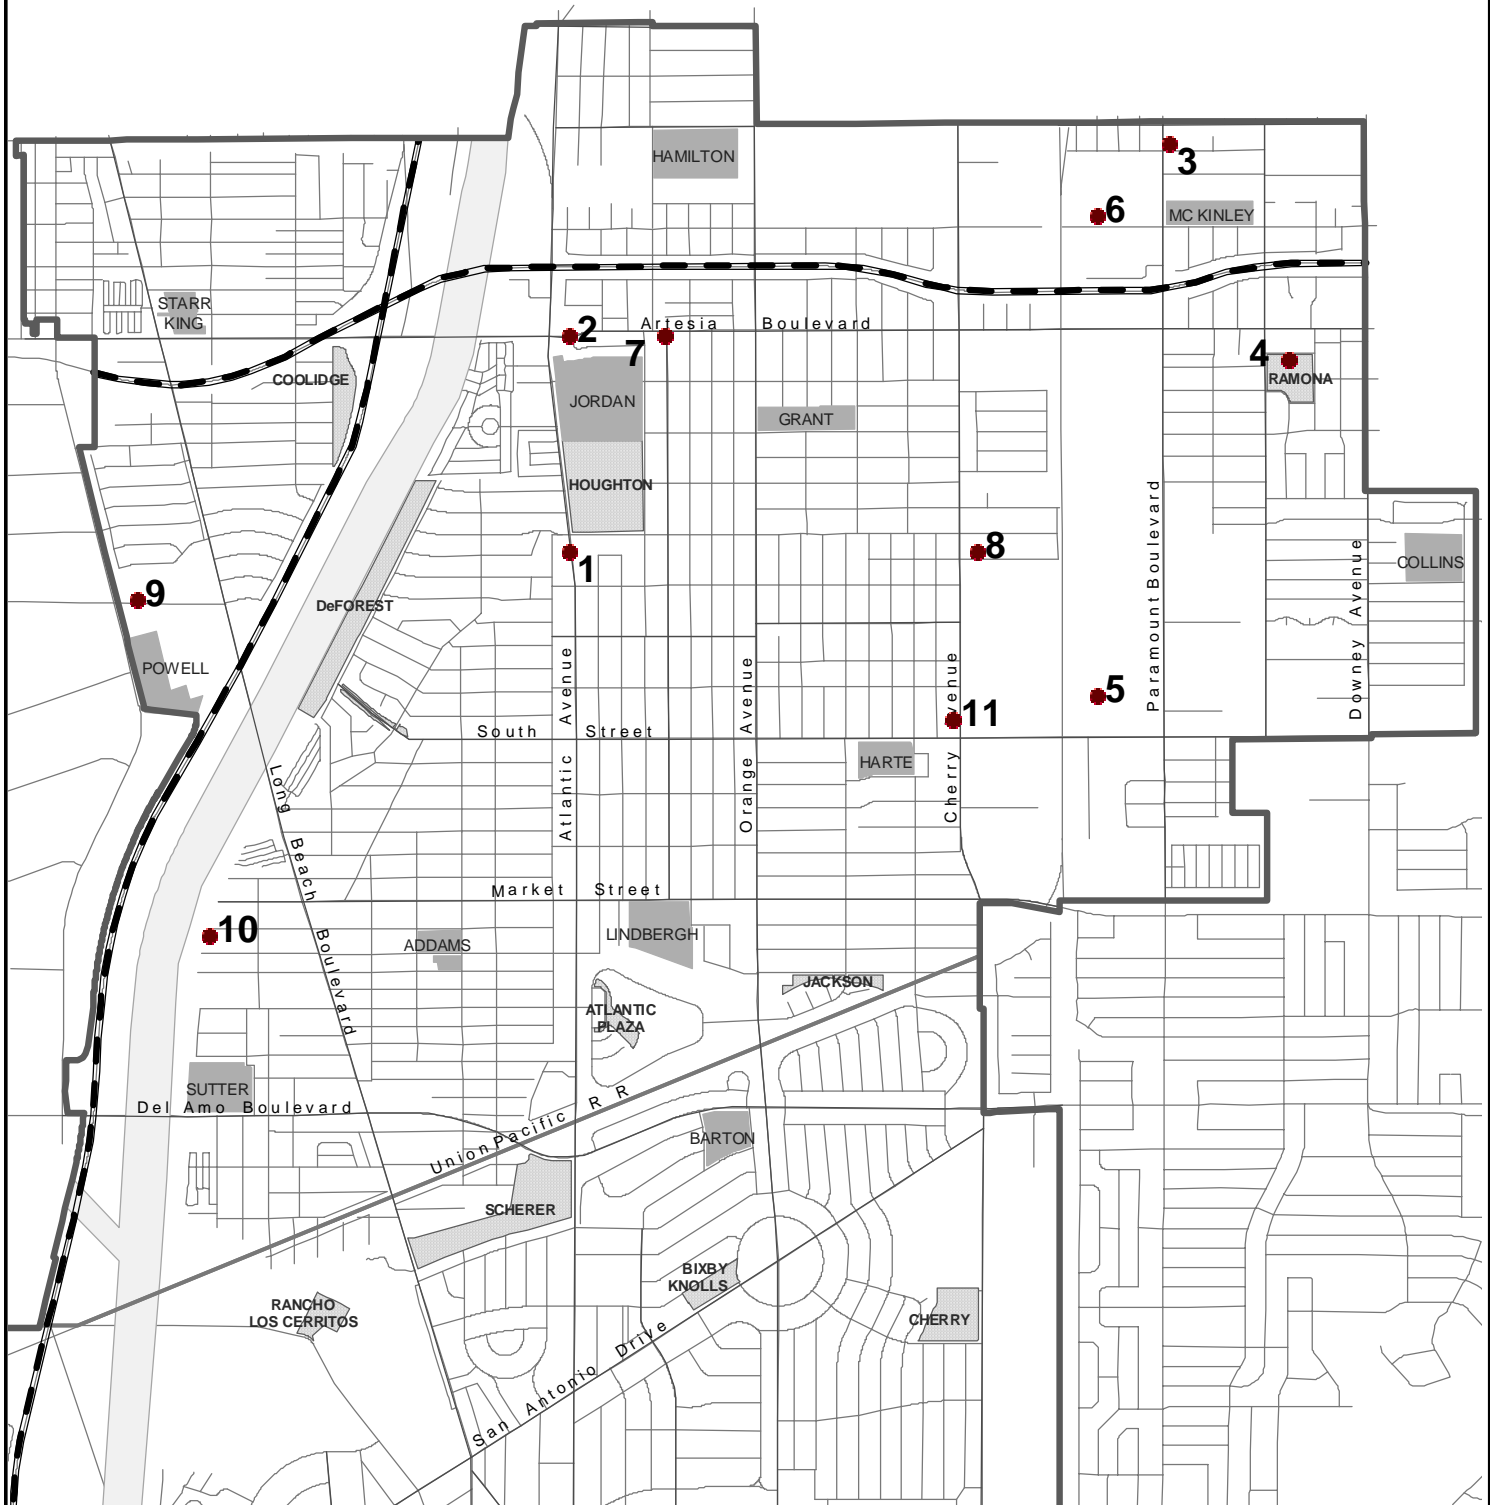 HAMILTON
3
6
MC KINLEY
STARR
KING
2
Artesia Boulevard
7
4
RAMONA
COOLIDGE
JORDAN
GRANT
HOUGHTON
Paramount Boulevard
8
1
COLLINS
9
DeFOREST
Downey Avenue
POWELL
Atlantic Avenue
Orange Avenue
Cherry Avenue
5
11
South Street
HARTE
Long Beach Boulevard
Market Street
10
ADDAMS
LINDBERGH
JACKSON
ATLANTIC
PLAZA
SUTTER
Del Amo Boulevard
Union Pacific R R
BARTON
SCHERER
BIXBY
KNOLLS
RANCHO
LOS CERRITOS
CHERRY
San Antonio Drive